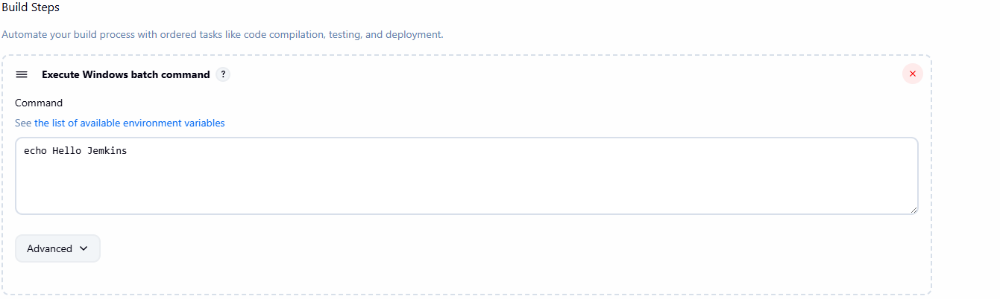 Build Steps
Automate your build process with ordered tasks like code compilation, testing, and deployment.
Execute Windows batch command ?
Command
See the list of available environment variables
echo Hello Jemkins
Advanced